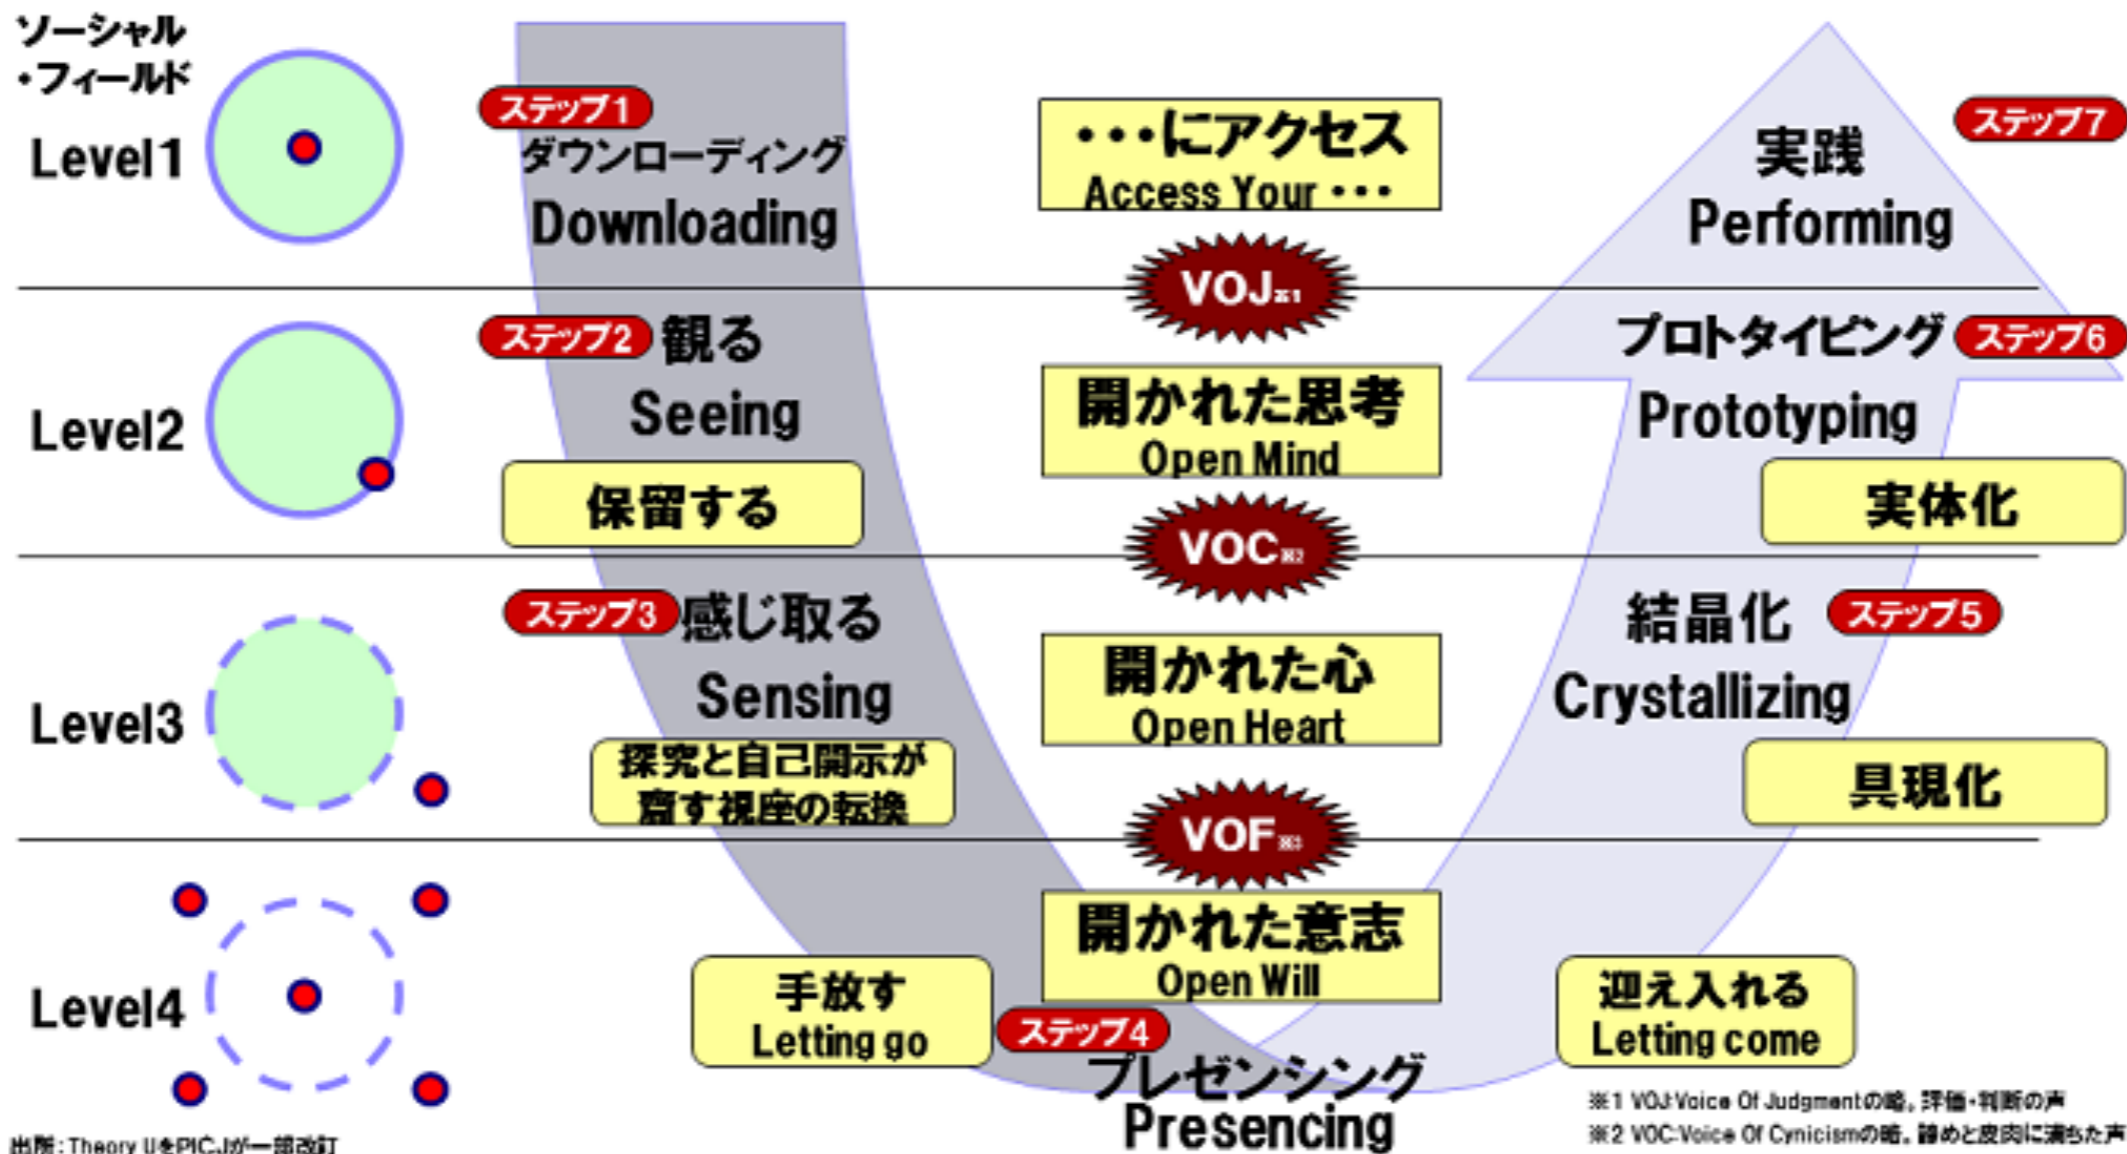 ソーシャル
・フィールド
Level1
ステップ1
ダウンローディング
Downloading
・・・にアクセス
Access Your ・・・
ステップ7
実践
Performing
VOJ※1
Level2
ステップ2
観る
Seeing
保留する
開かれた思考
Open Mind
プロトタイピング
ステップ6
Prototyping
実体化
VOC※2
Level3
ステップ3
感じ取る
Sensing
探究と自己開示が
齎す視座の転換
開かれた心
Open Heart
結晶化
ステップ5
Crystallizing
具現化
VOF※3
Level4
手放す
Letting go
開かれた意志
Open Will
ステップ4
プレゼンシング
Presencing
迎え入れる
Letting come
※1 VOJ:Voice Of Judgmentの略。評価・判断の声
※2 VOC:Voice Of Cynicismの略。諦めと皮肉に満ちた声
出所：Theory UをPICJが一部改訂